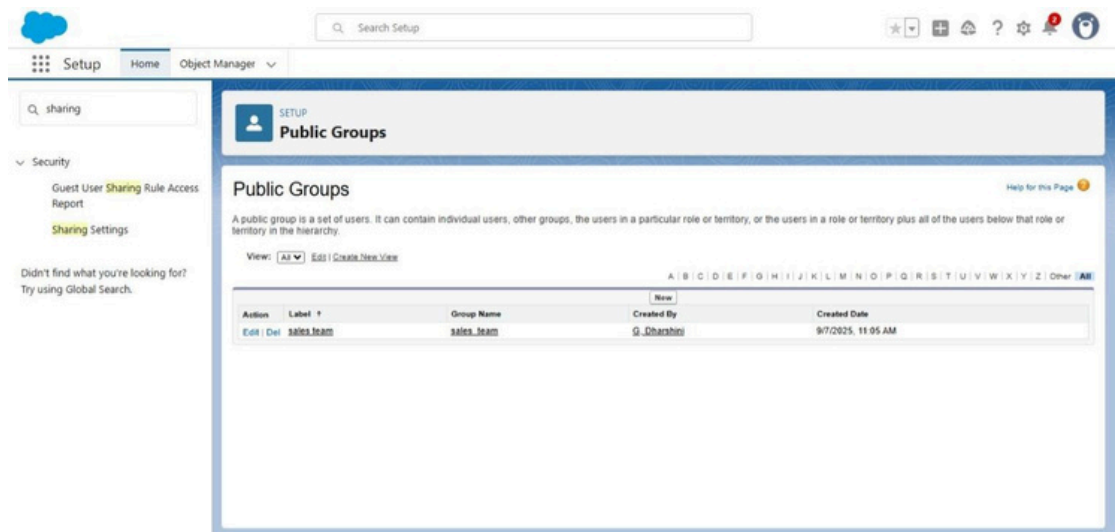 Search Setup
2
Setup Home Object Manager
sharing
Security
Guest User Sharing Rule Access
Report
Sharing Settings
Didn't find what you're looking for?
Try using Global Search.
SETUP
Public Groups
Public Groups
Help for this Page
A public group is a set of users. It can contain individual users, other groups, the users in a particular role or territory, or the users in a role or territory plus all of the users below that role or
territory in the hierarchy.
View: All Edit | Create New View
A | B | C | D | E | F | G | H | I | J | K | L | M | N | O | P | Q | R | S | T | U | V | W | X | Y | Z | Other All
New
Action Label ↑ Group Name Created By Created Date
Edit | Del sales team sales_team G, Dharshini 9/7/2025, 11:05 AM